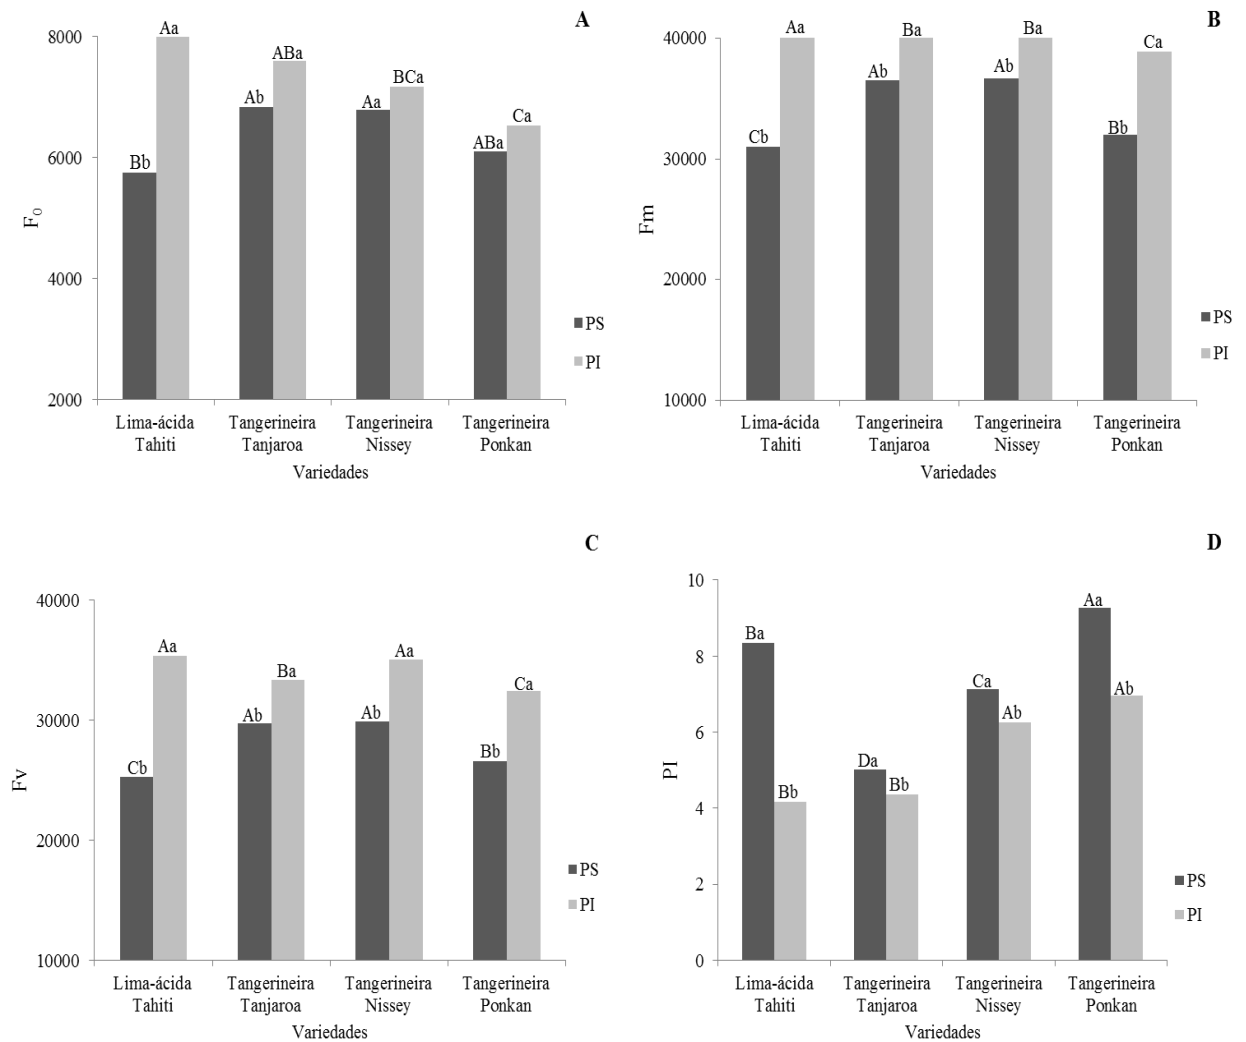 A
8000
6000
4000
2000
F0
Aa
ABa
BCa
Ca
Ab
Aa
Bb
ABa
PS
PI
Lima-ácida Tangerineira Tangerineira Tangerineira
Tahiti Tanjaroa Nissey Ponkan
Variedades
B
40000
30000
20000
10000
Fm
Aa
Ba
Ba
Ca
Ab
Ab
Cb
Bb
PS
PI
Lima-ácida Tangerineira Tangerineira Tangerineira
Tahiti Tanjaroa Nissey Ponkan
Variedades
C
40000
30000
20000
10000
Fv
Aa
Ba
Aa
Ca
Cb
Ab
Ab
Bb
PS
PI
Lima-ácida Tangerineira Tangerineira Tangerineira
Tahiti Tanjaroa Nissey Ponkan
Variedades
D
10
8
6
4
2
0
PI
Ba
Bb
Da
Bb
Ca
Ab
Aa
Ab
PS
PI
Lima-ácida Tangerineira Tangerineira Tangerineira
Tahiti Tanjaroa Nissey Ponkan
Variedades